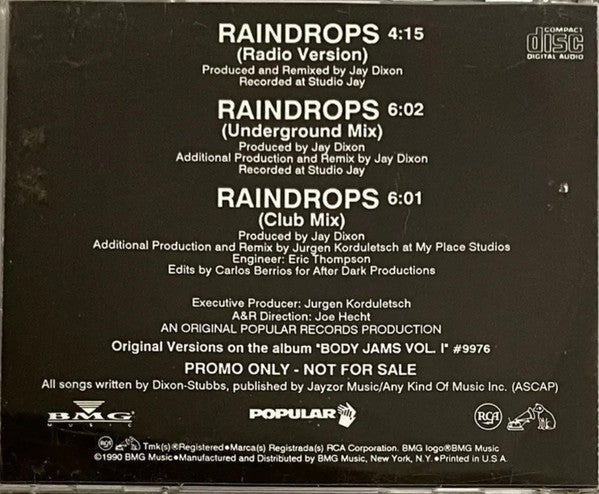 RAINDROPS 4:15
(Radio Version)
Produced and Remixed by Jay Dixon
Recorded at Studio Jay
COMPACT
disc
DIGITAL AUDIO
RAINDROPS 6:02
(Underground Mix)
Produced by Jay Dixon
Additional Production and Remix by Jay Dixon
Recorded at Studio Jay
RAINDROPS 6:01
(Club Mix)
Produced by Jay Dixon
Additional Production and Remix by Jurgen Korduletsch at My Place Studios
Engineer: Eric Thompson
Edits by Carlos Berrios for After Dark Productions
Executive Producer: Jurgen Korduletsch
A&R Direction: Joe Hecht
AN ORIGINAL POPULAR RECORDS PRODUCTION
Original Versions on the album "BODY JAMS VOL. I" #9976
PROMO ONLY - NOT FOR SALE
All songs written by Dixon-Stubbs, published by Jayzor Music/Any Kind Of Music Inc. (ASCAP)
BMG
MUSIC
POPULAR
RCA
RCA Tmk(s)®Registered●Marca(s) Registrada(s) RCA Corporation. BMG logo®BMG Music
©1990 BMG Music●Manufactured and Distributed by BMG Music, New York, N.Y.●Printed in U.S.A.